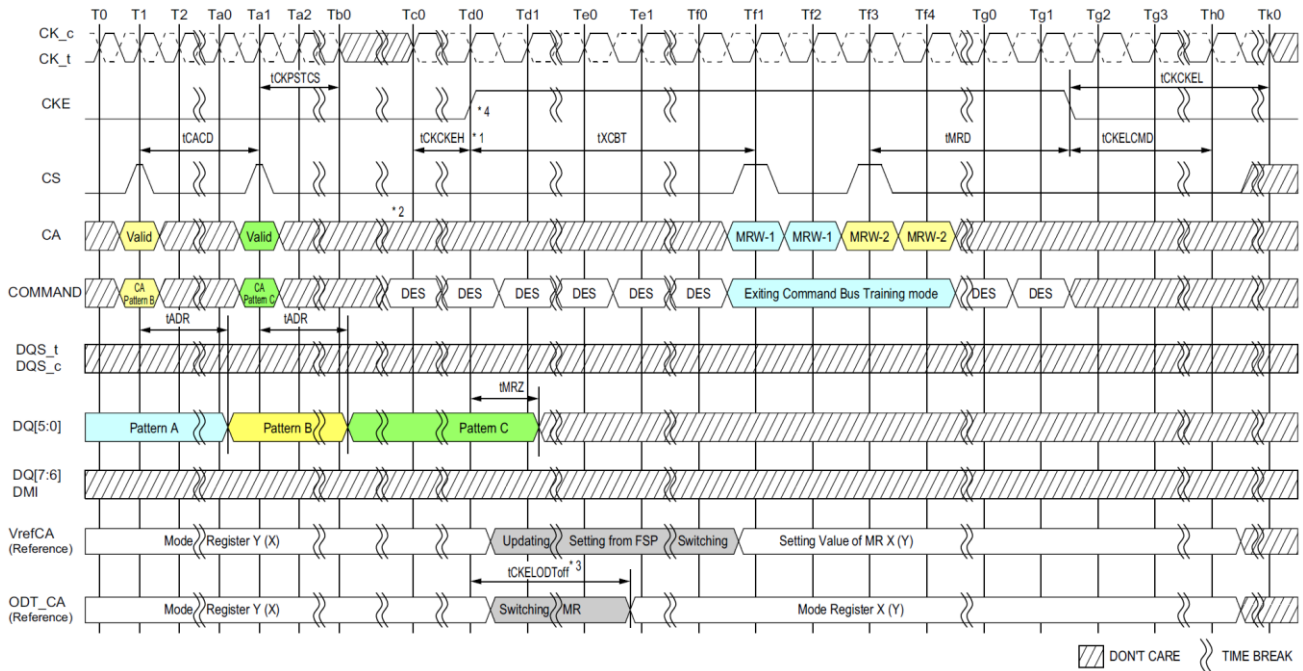 T0 T1 T2 Ta0 Ta1 Ta2 Tb0 Tc0 Td0 Td1 Te0 Te1 Tf0 Tf1 Tf2 Tf3 Tf4 Tg0 Tg1 Tg2 Tg3 Th0 Tk0
CK_c
CK_t
tCKPSTCS tCKCKEL
CKE
* 4
tCACD tCKCKEH * 1 tXCBT tMRD tCKELCMD
CS
* 2
CA Valid Valid MRW-1 MRW-1 MRW-2 MRW-2
COMMAND CA Pattern B CA Pattern C DES DES DES DES DES DES Exiting Command Bus Training mode DES DES
tADR tADR
DQS_t
DQS_c
tMRZ
DQ[5:0] Pattern A Pattern B Pattern C
DQ[7:6]
DMI
VrefCA
(Reference) Mode Register Y (X) Updating Setting from FSP Switching Setting Value of MR X (Y)
tCKELODToff * 3
ODT_CA
(Reference) Mode Register Y (X) Switching MR Mode Register X (Y)
DON'T CARE TIME BREAK